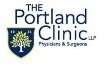 THE
Portland
Clinic LLP
Physicians & Surgeons